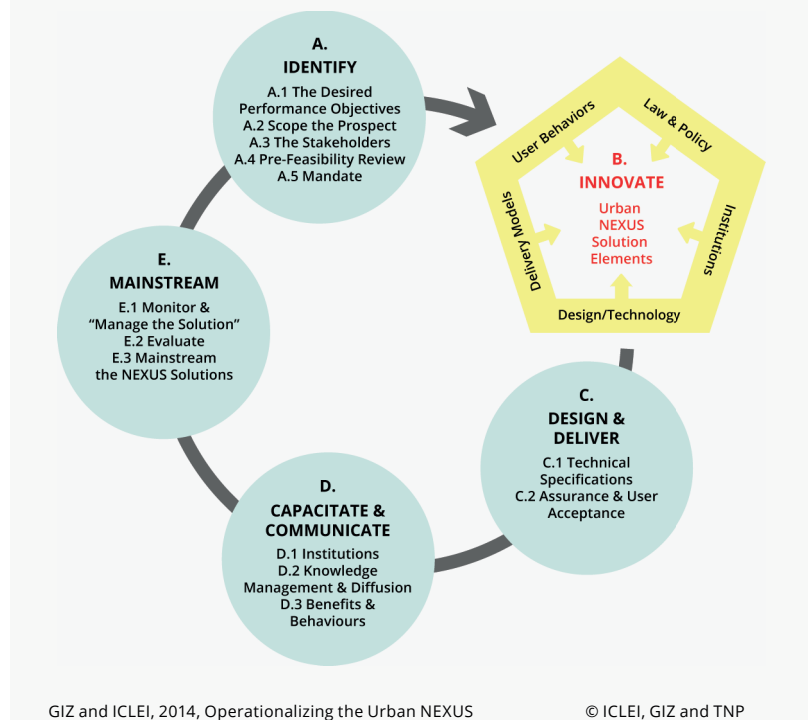 A.
IDENTIFY
A.1 The Desired
Performance Objectives
A.2 Scope the Prospect
A.3 The Stakeholders
A.4 Pre-Feasibility Review
A.5 Mandate
User Behaviors
Law & Policy
Institutions
Design/Technology
Delivery Models
B.
INNOVATE
Urban
NEXUS
Solution
Elements
C.
DESIGN &
DELIVER
C.1 Technical
Specifications
C.2 Assurance & User
Acceptance
D.
CAPACITATE &
COMMUNICATE
D.1 Institutions
D.2 Knowledge
Management & Diffusion
D.3 Benefits &
Behaviours
E.
MAINSTREAM
E.1 Monitor &
“Manage the Solution”
E.2 Evaluate
E.3 Mainstream
the NEXUS Solutions
GIZ and ICLEI, 2014, Operationalizing the Urban NEXUS
© ICLEI, GIZ and TNP